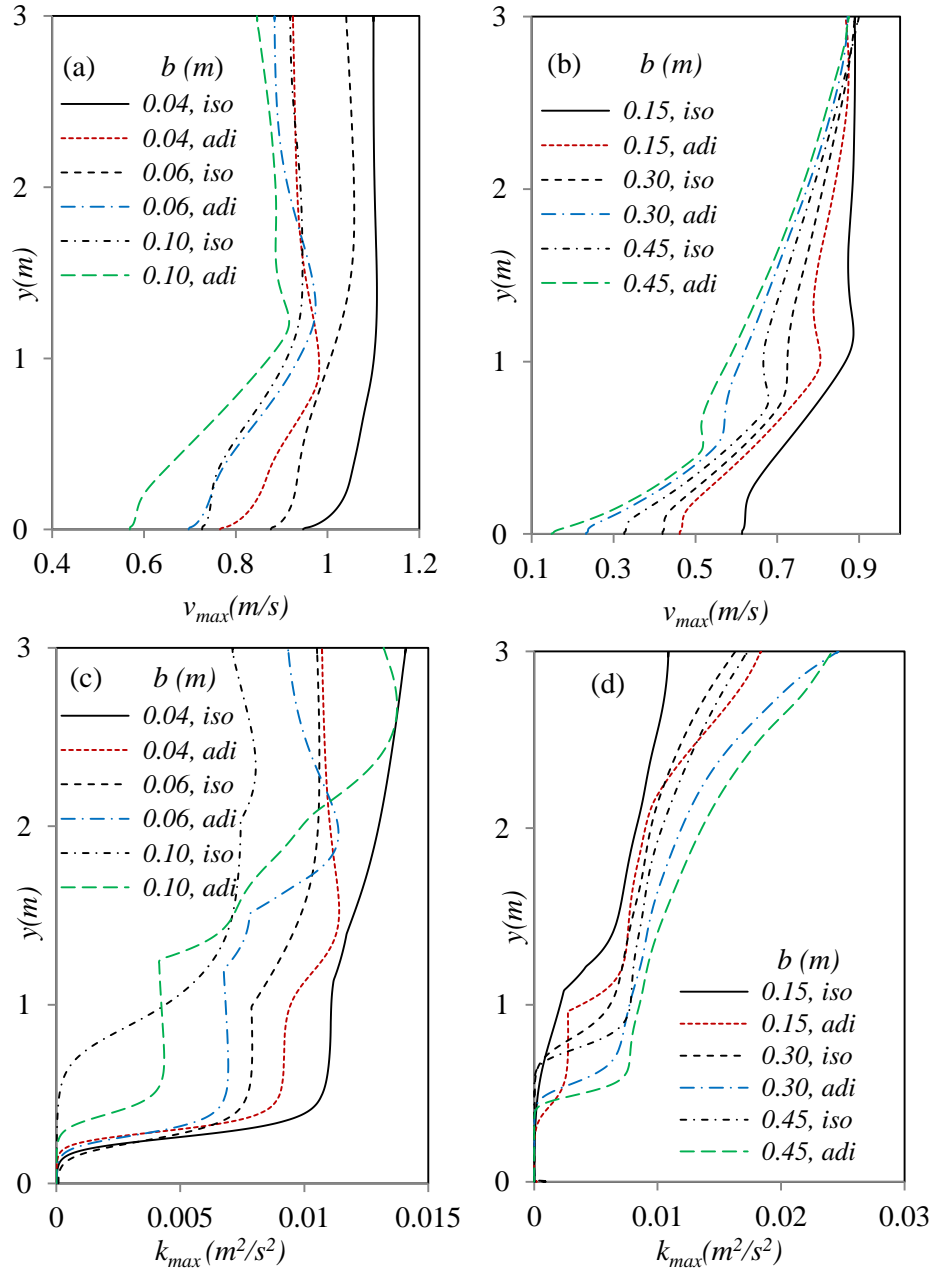 3
(a) b (m)
0.04, iso
0.04, adi
0.06, iso
0.06, adi
0.10, iso
0.10, adi
2
1
0
y(m)
0.4 0.6 0.8 1 1.2
v_max(m/s)
3
(b) b (m)
0.15, iso
0.15, adi
0.30, iso
0.30, adi
0.45, iso
0.45, adi
2
1
0
y(m)
0.1 0.3 0.5 0.7 0.9
v_max(m/s)
3
(c) b (m)
0.04, iso
0.04, adi
0.06, iso
0.06, adi
0.10, iso
0.10, adi
2
1
0
y(m)
0 0.005 0.01 0.015
k_max(m²/s²)
3
(d)
2
1
0
y(m)
b (m)
0.15, iso
0.15, adi
0.30, iso
0.30, adi
0.45, iso
0.45, adi
0 0.01 0.02 0.03
k_max(m²/s²)